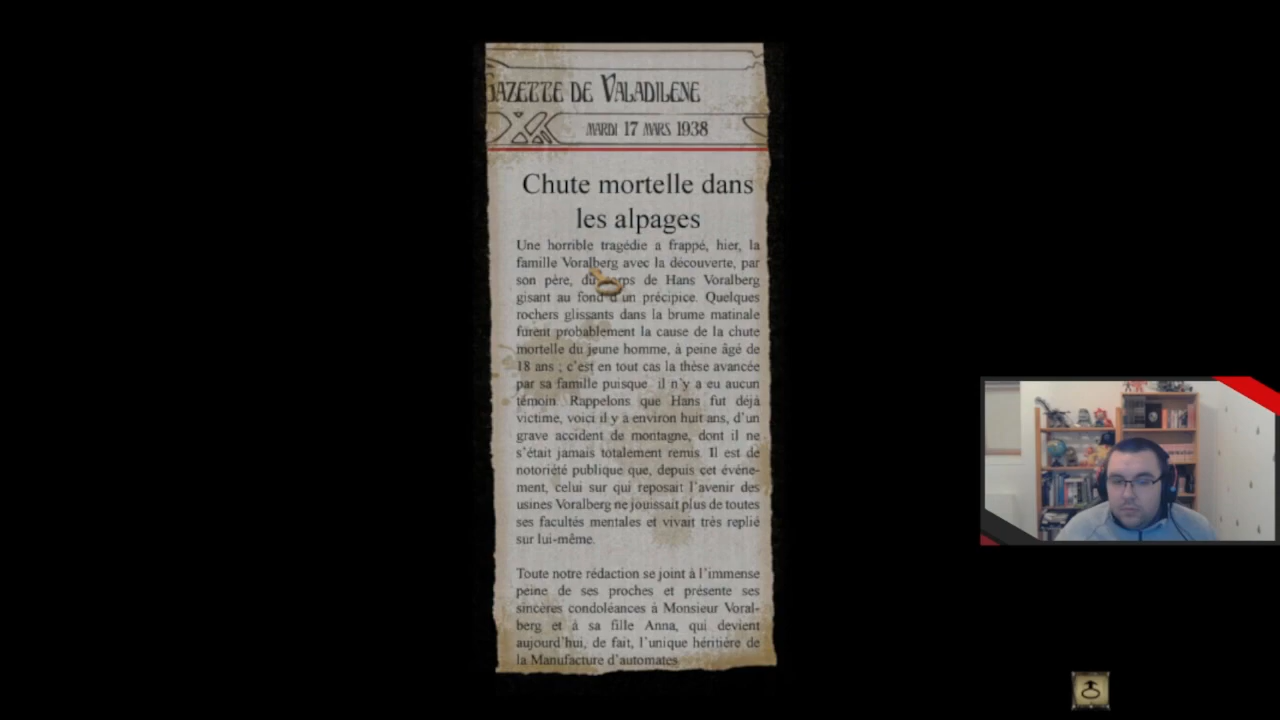 GAZETTE DE VALADILENE
MARDI 17 MARS 1938
Chute mortelle dans
les alpages
Une horrible tragédie a frappé, hier, la
famille Voralberg avec la découverte, par
son père, du corps de Hans Voralberg
gisant au fond d'un précipice. Quelques
rochers glissants dans la brume matinale
furent probablement la cause de la chute
mortelle du jeune homme, à peine âgé de
18 ans ; c'est en tout cas la thèse avancée
par sa famille puisque il n'y a eu aucun
témoin. Rappelons que Hans fut déjà
victime, voici il y a environ huit ans, d'un
grave accident de montagne, dont il ne
s'était jamais totalement remis. Il est de
notoriété publique que, depuis cet événe-
ment, celui sur qui reposait l'avenir des
usines Voralberg ne jouissait plus de toutes
ses facultés mentales et vivait très replié
sur lui-même.
Toute notre rédaction se joint à l'immense
peine de ses proches et présente ses
sincères condoléances à Monsieur Voral-
berg et à sa fille Anna, qui devient
aujourd'hui, de fait, l'unique héritière de
la Manufacture d'automates